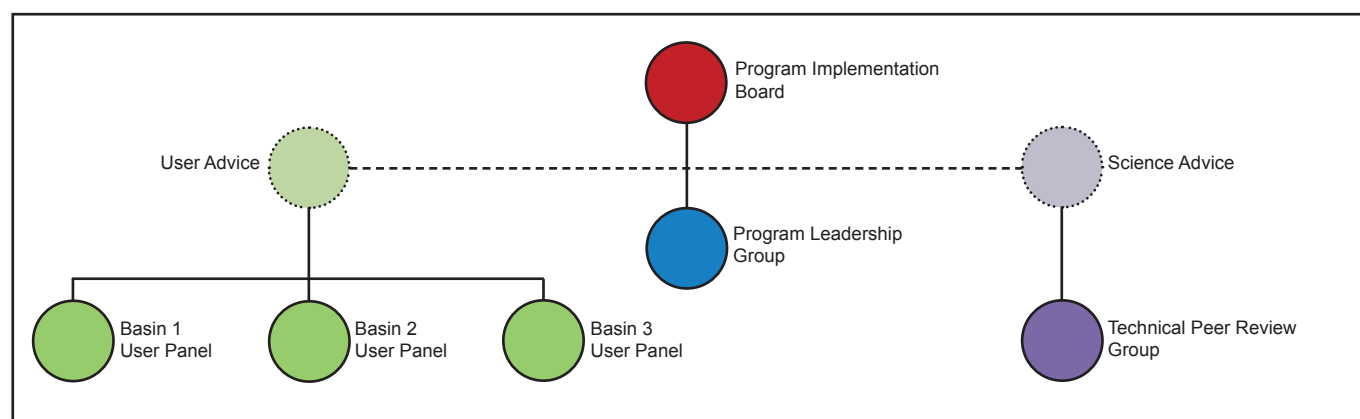 Program Implementation
Board
User Advice
Science Advice
Program Leadership
Group
Basin 1
User Panel
Basin 2
User Panel
Basin 3
User Panel
Technical Peer Review
Group